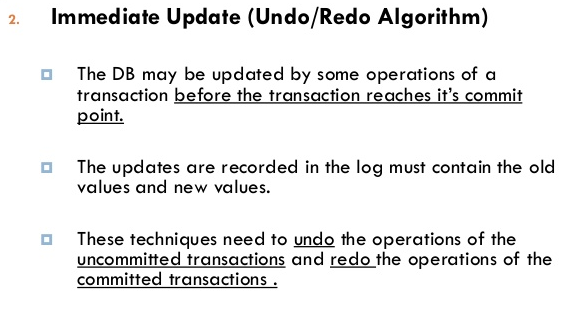 2. Immediate Update (Undo/Redo Algorithm)
The DB may be updated by some operations of a
transaction before the transaction reaches it's commit
point.
The updates are recorded in the log must contain the old
values and new values.
These techniques need to undo the operations of the
uncommitted transactions and redo the operations of the
committed transactions .